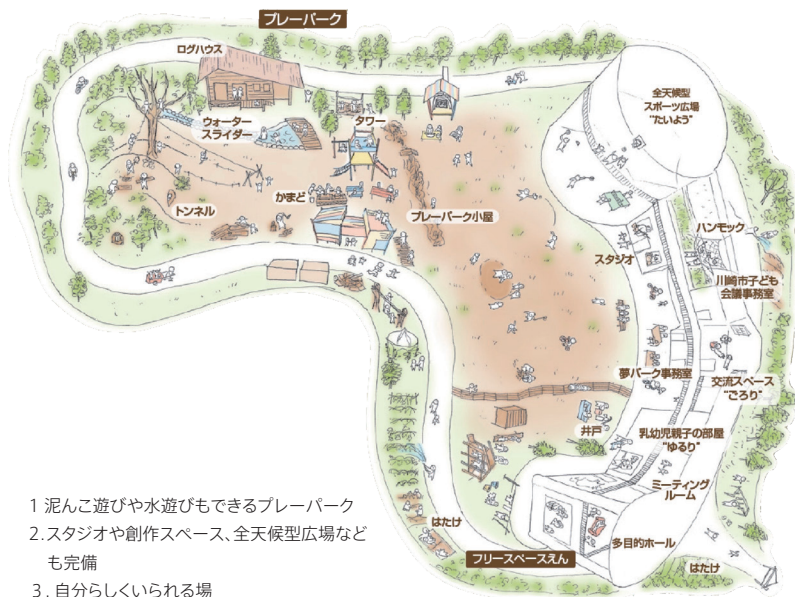 プレーパーク
ログハウス
全天候型
スポーツ広場
"たいよう"
ウォーター
スライダー
タワー
トンネル
かまど
プレーパーク小屋
ハンモック
スタジオ
川崎市子ども
会議事務室
夢パーク事務室
交流スペース
"ごろり"
井戸
乳幼児親子の部屋
"ゆるり"
ミーティング
ルーム
多目的ホール
はたけ
フリースペースえん
はたけ
1 泥んこ遊びや水遊びもできるプレーパーク
2.スタジオや創作スペース、全天候型広場など
も完備
3. 自分らしくいられる場